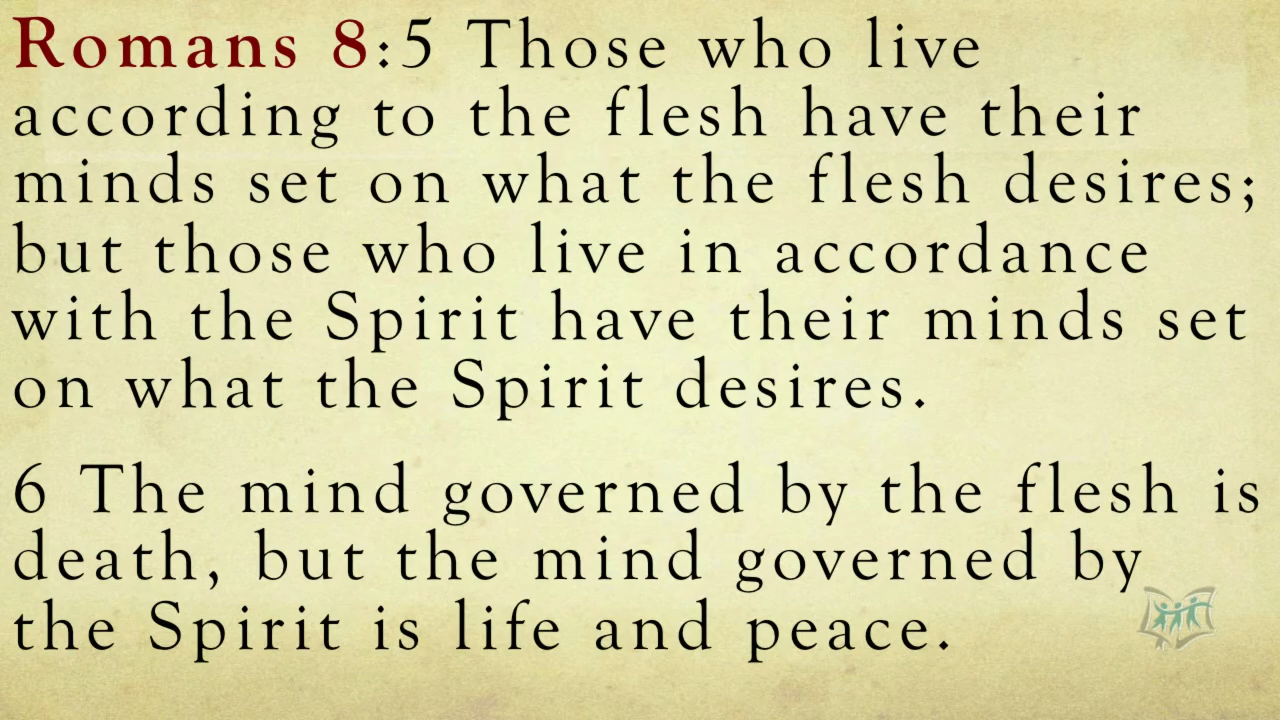 Romans 8:5 Those who live
according to the flesh have their
minds set on what the flesh desires;
but those who live in accordance
with the Spirit have their minds set
on what the Spirit desires.
6 The mind governed by the flesh is
death, but the mind governed by
the Spirit is life and peace.